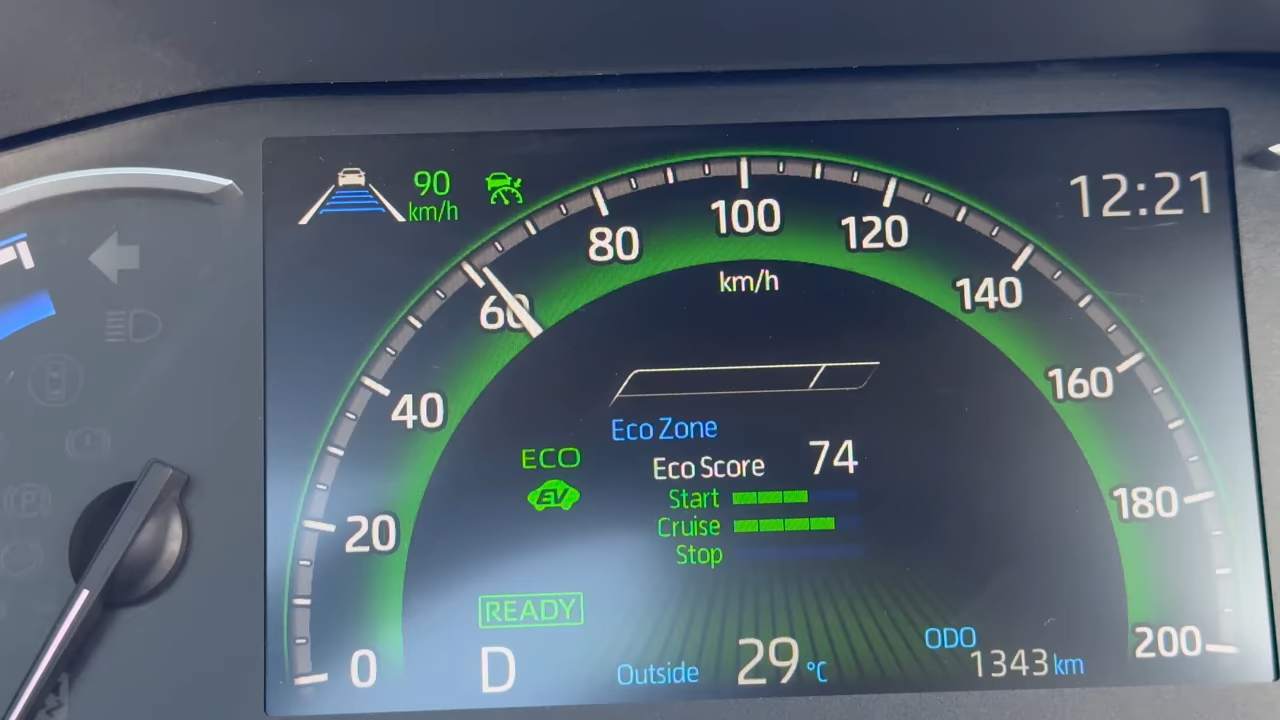 90
km/h
12:21
0
20
40
60
80
100
120
140
160
180
200
km/h
Eco Zone
Eco Score 74
Start
Cruise
Stop
ECO
EV
READY
D
Outside 29 °C
ODO
1343 km
P